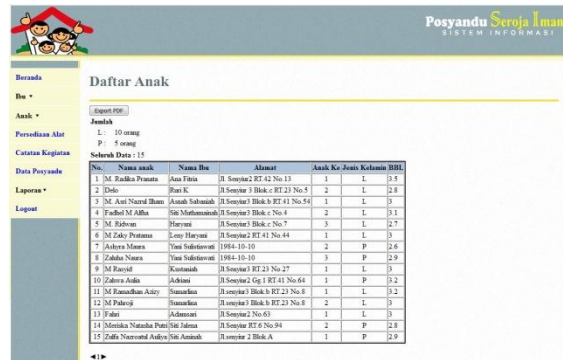 Posyandu Seroja Iman
SISTEM INFORMASI
Beranda
Ibu
Anak
Persediaan Alat
Catatan Kegiatan
Data Posyandu
Laporan
Logout
Daftar Anak
Export PDF
Jumlah
L : 10 orang
P : 5 orang
Seluruh Data : 15
No. Nama anak Nama Ibu Alamat Anak Ke Jenis Kelamin BBL
1 M. Radika Pranata Ana Fitria Jl. Senyiur2 RT.42 No.13 1 L 3.5
2 Delo Rari K Jl.Senyiur 3 Blok.c RT.23 No.5 2 L 2.8
3 M. Asri Nazrul Ilham Asnah Sabaniah Jl.Senyiur3 Blok.b RT.41 No.54 1 L 3
4 Fadhel M Alfha Siti Muthamainah Jl.Senyiur3 Blok.c No.4 2 L 3.1
5 M. Ridwan Haryani Jl.Senyiur3 Blok.c No.7 3 L 2.7
6 M Zaky Pratama Leny Haryani Jl.Senyiur2 RT.41 No.44 1 L 3
7 Ashyra Maura Yani Sulistiawati 1984-10-10 2 P 2.6
8 Zahha Naura Yani Sulistiawati 1984-10-10 3 P 2.9
9 M Rasyid Kustaniah Jl.Senyiur3 RT.23 No.27 1 L 3
10 Zahwa Aulia Adriani Jl.Senyiur2 Gg.1 RT.41 No.64 1 P 3.2
11 M Ramadhan Azizy Sumarlina Jl.senyiur3 Blok.b RT.23 No.8 1 L 3.2
12 M Pahroji Sumarlina Jl.senyiur3 Blok.b RT.23 No.8 2 L 3
13 Fahri Adamsari Jl.Senyiur2 No.63 1 L 3
14 Meriska Natasha Putri Siti Jalena Jl.Senyiur RT.6 No.94 2 P 2.8
15 Zulfa Nazroatul Auliya Siti Aminah Jl.senyiur 2 Blok A 1 P 2.9
1